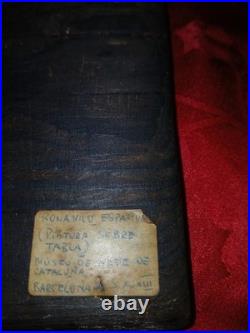 ROMANICO ESPAÑOL
(PINTURA SOBRE
TABLA)
MUSEO DE ARTE DE
CATALUÑA
BARCELONA S.